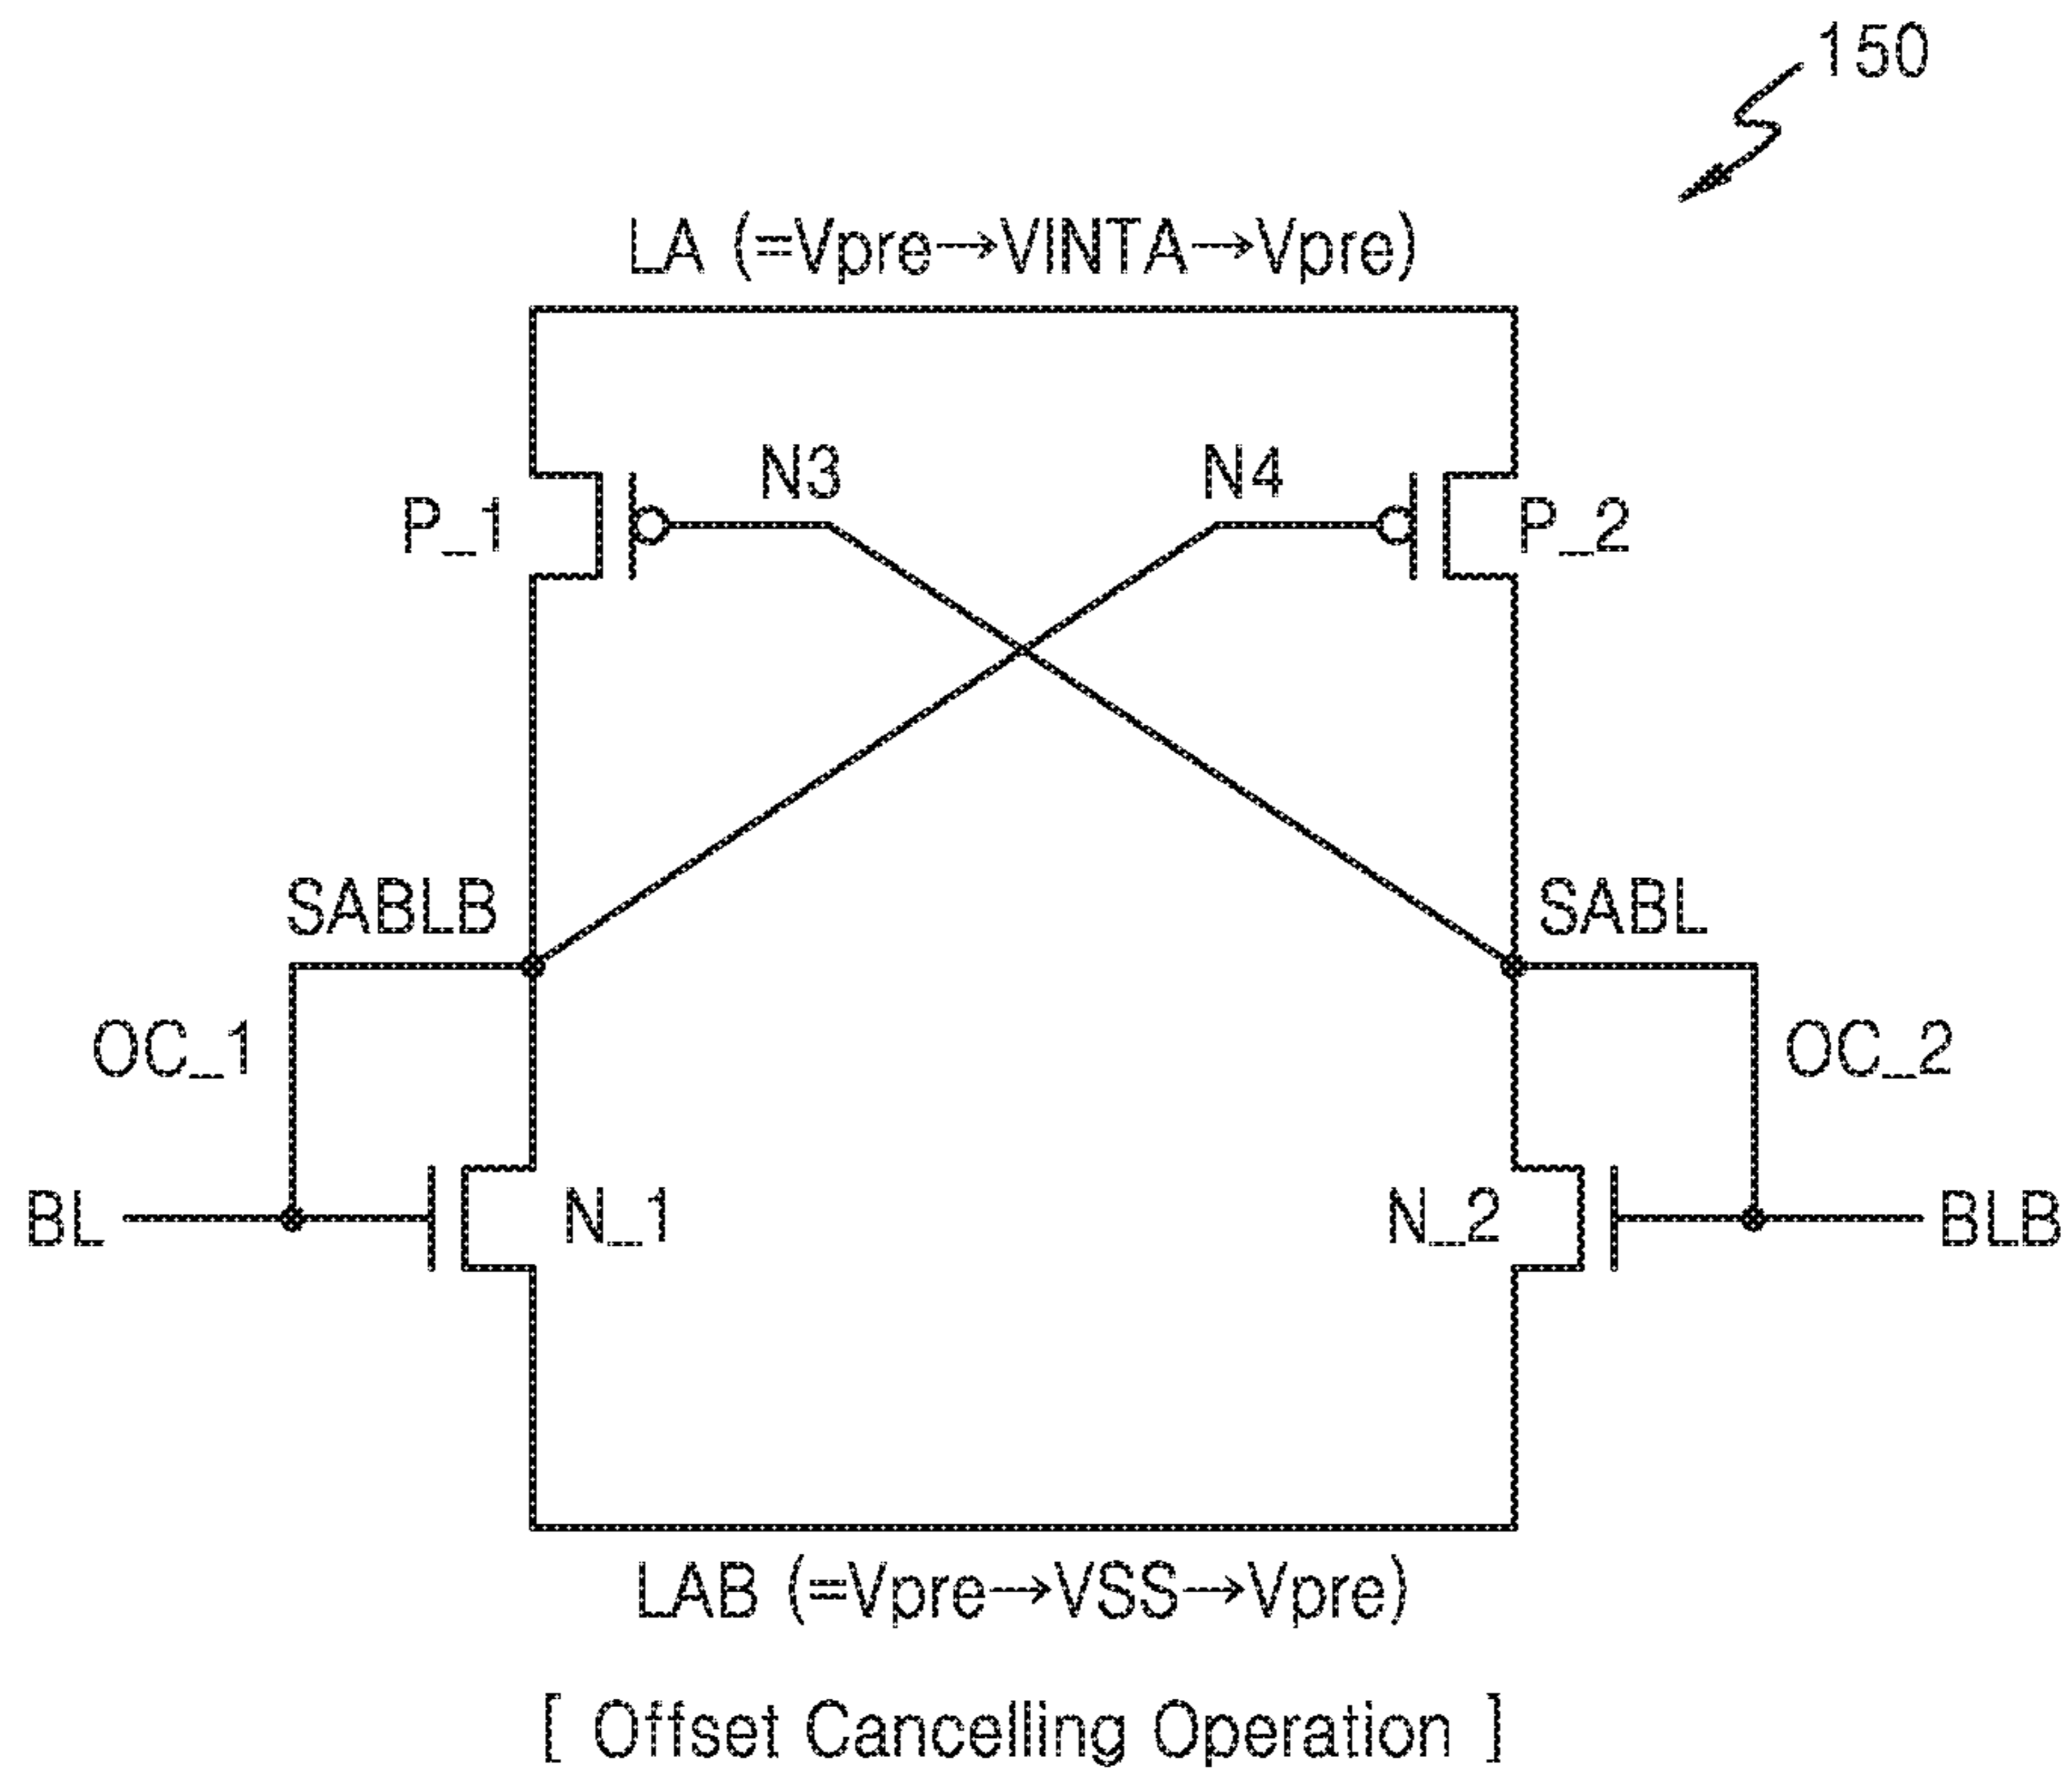 150
LA (=Vpre→VINTA→Vpre)
N3
N4
P_1
P_2
SABLB
SABL
OC_1
OC_2
BL
N_1
N_2
BLB
LAB (=Vpre→VSS→Vpre)
[ Offset Cancelling Operation ]